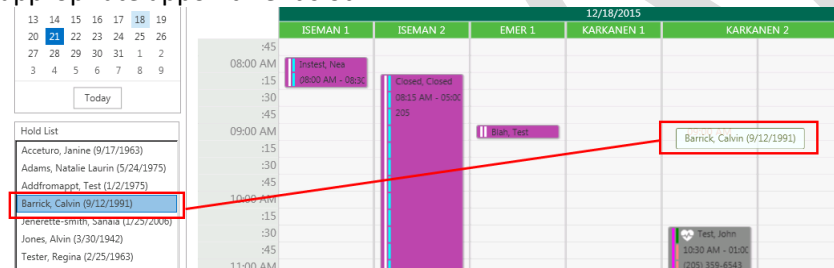 13 14 15 16 17 18 19
20 21 22 23 24 25 26
27 28 29 30 31 1 2
3 4 5 6 7 8 9
Today
Hold List
Acceturo, Janine (9/17/1963)
Adams, Natalie Laurin (5/24/1975)
Addfromappt, Test (1/2/1975)
Barrick, Calvin (9/12/1991)
Jenerette-smith, Sanaia (1/25/2006)
Jones, Alvin (3/30/1942)
Tester, Regina (2/25/1963)
12/18/2015
ISEMAN 1 ISEMAN 2 EMER 1 KARKANEN 1 KARKANEN 2
:45
08:00 AM
:15
:30
:45
09:00 AM
:15
:30
:45
10:00 AM
:15
:30
:45
11:00 AM
Instest, Nea
08:00 AM - 08:30
Closed, Closed
08:15 AM - 05:00
205
Blah, Test
Barrick, Calvin (9/12/1991)
Test, John
10:30 AM - 01:00
(205) 359-6543